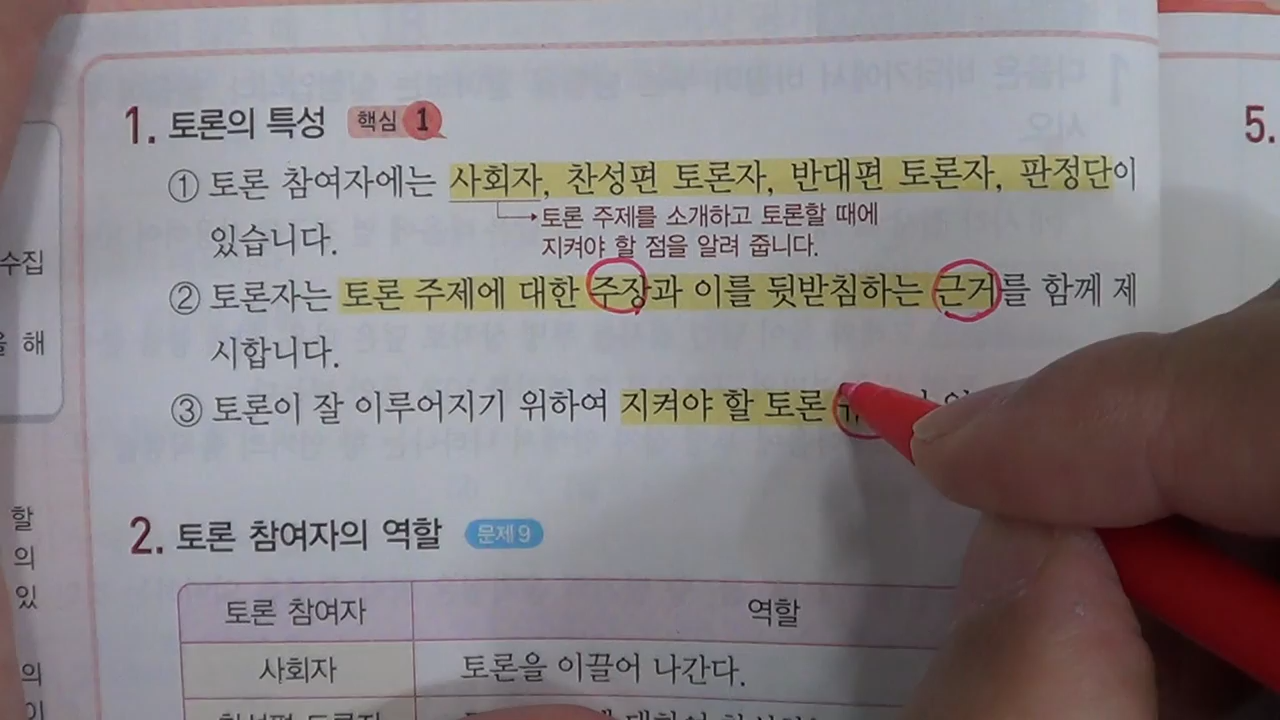 1. 토론의 특성 핵심 1
① 토론 참여자에는 사회자, 찬성편 토론자, 반대편 토론자, 판정단이
토론 주제를 소개하고 토론할 때에
있습니다.
지켜야 할 점을 알려 줍니다.
② 토론자는 토론 주제에 대한 주장과 이를 뒷받침하는 근거를 함께 제
시합니다.
③ 토론이 잘 이루어지기 위하여 지켜야 할 토론
2. 토론 참여자의 역할 문제 9
토론 참여자 역할
사회자 토론을 이끌어 나간다.
수집
해
할
의
있
의
5.